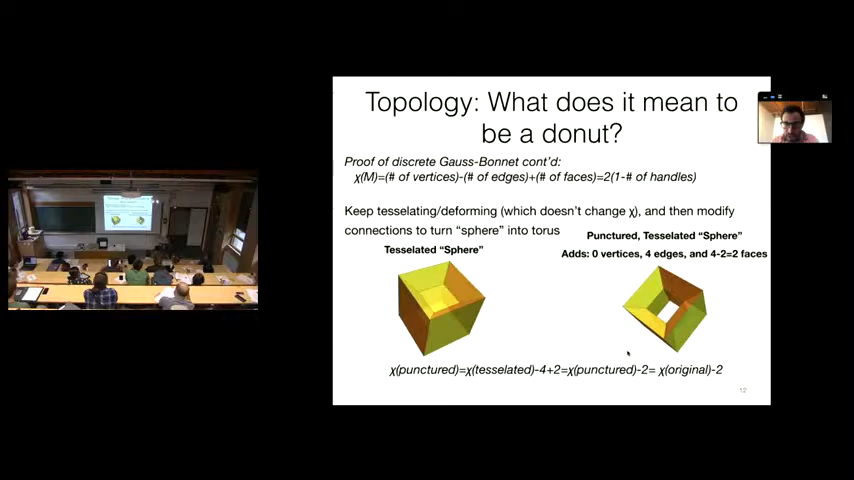 Topology: What does it mean to
be a donut?
Proof of discrete Gauss-Bonnet cont'd:
χ(M)=(# of vertices)-(# of edges)+(# of faces)=2(1-# of handles)
Keep tesselating/deforming (which doesn't change χ), and then modify
connections to turn "sphere" into torus
Punctured, Tesselated "Sphere"
Tesselated "Sphere"
Adds: 0 vertices, 4 edges, and 4-2=2 faces
χ(punctured)=χ(tesselated)-4+2=χ(punctured)-2= χ(original)-2
12